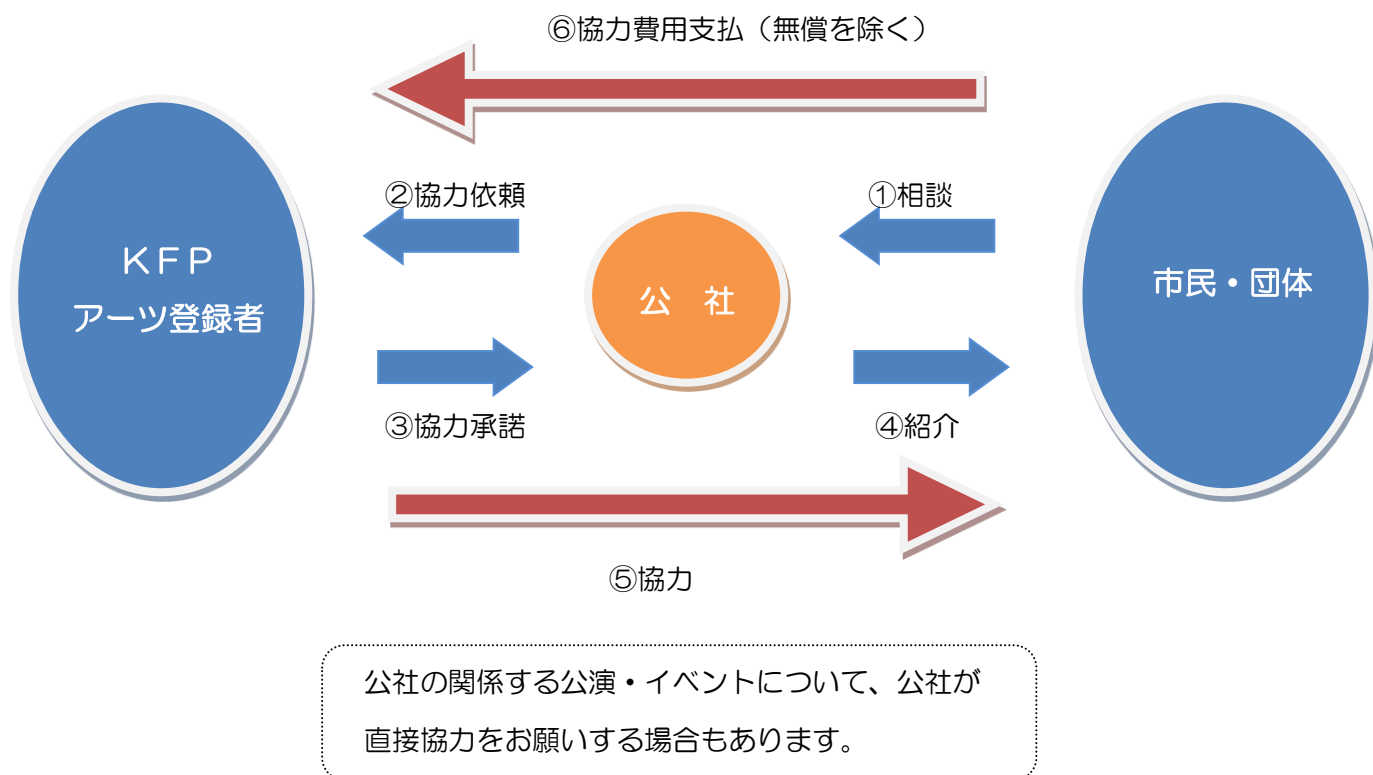 ⑥協力費用支払（無償を除く）
②協力依頼
①相談
ＫＦＰ
アーツ登録者
公　社
市民・団体
③協力承諾
④紹介
⑤協力
公社の関係する公演・イベントについて、公社が
直接協力をお願いする場合もあります。